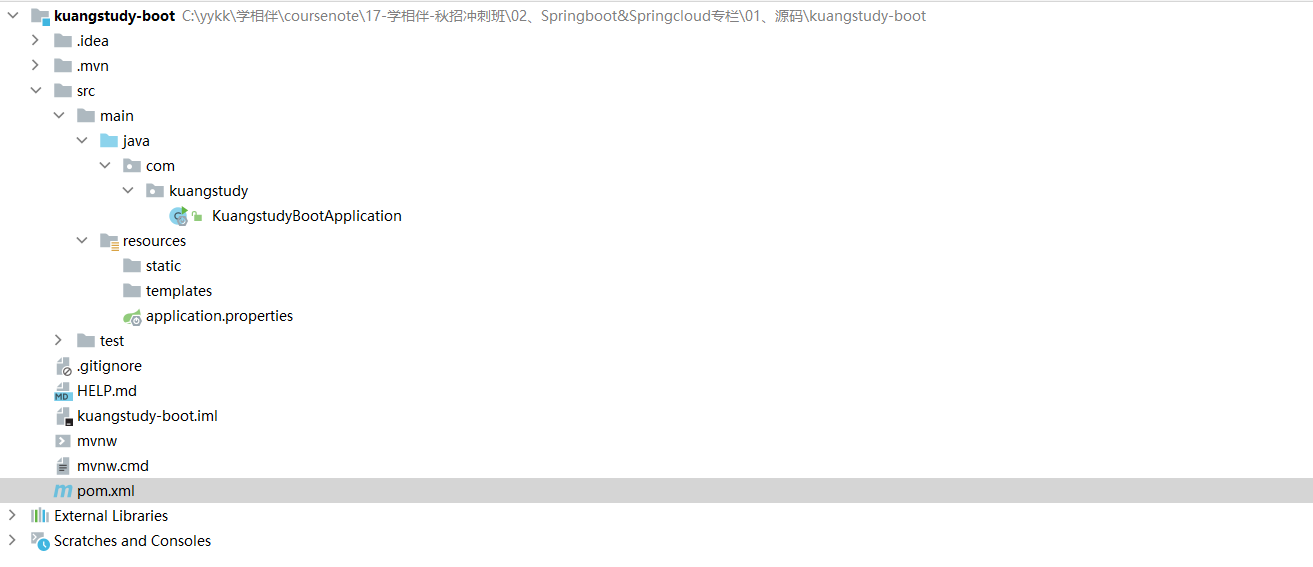 kuangstudy-boot C:\yykk\学相伴\coursenote\17-学相伴-秋招冲刺班\02、Springboot&Springcloud专栏\01、源码\kuangstudy-boot
.idea
.mvn
src
main
java
com
kuangstudy
KuangstudyBootApplication
resources
static
templates
application.properties
test
.gitignore
HELP.md
kuangstudy-boot.iml
mvnw
mvnw.cmd
pom.xml
External Libraries
Scratches and Consoles